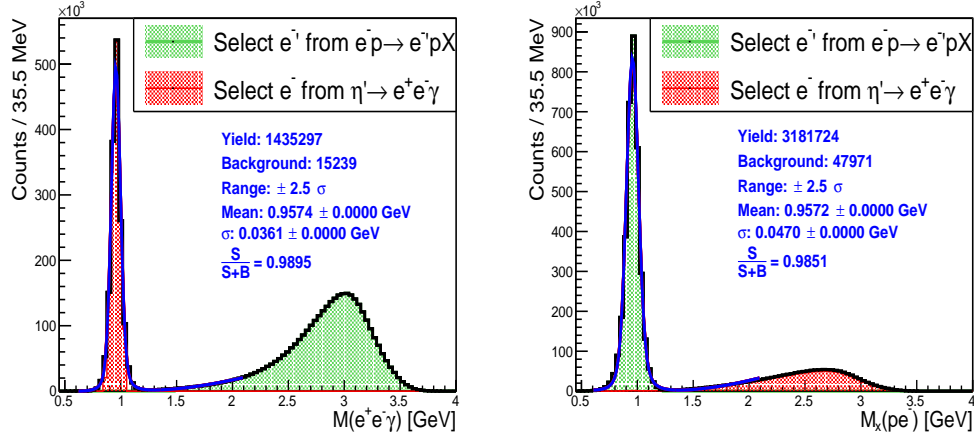 ×10³
Counts / 35.5 MeV
500
400
300
200
100
0
0.5 1 1.5 2 2.5 3 3.5 4
M(e⁺e⁻γ) [GeV]
Select e⁻' from e⁻p→ e⁻'pX
Select e⁻ from η'→ e⁺e⁻γ
Yield: 1435297
Background: 15239
Range: ± 2.5 σ
Mean: 0.9574 ± 0.0000 GeV
σ: 0.0361 ± 0.0000 GeV
S
S+B
= 0.9895
×10³
Counts / 35.5 MeV
900
800
700
600
500
400
300
200
100
0
0.5 1 1.5 2 2.5 3 3.5 4
Mₓ(pe⁻) [GeV]
Select e⁻' from e⁻p→ e⁻'pX
Select e⁻ from η'→ e⁺e⁻γ
Yield: 3181724
Background: 47971
Range: ± 2.5 σ
Mean: 0.9572 ± 0.0000 GeV
σ: 0.0470 ± 0.0000 GeV
S
S+B
= 0.9851